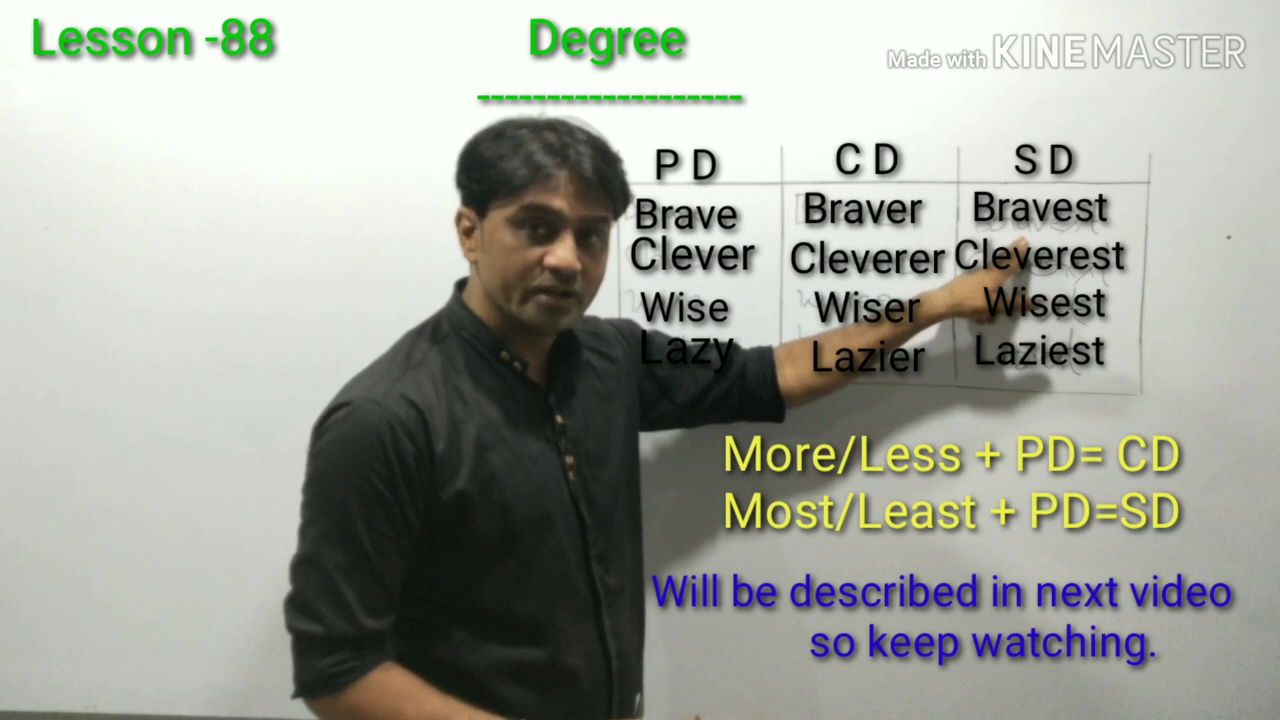 Lesson -88
Degree
-------------------
Made with KINEMASTER
P D C D S D
Brave Braver Bravest
Clever Cleverer Cleverest
Wise Wiser Wisest
Lazy Lazier Laziest
More/Less + PD= CD
Most/Least + PD=SD
Will be described in next video
so keep watching.